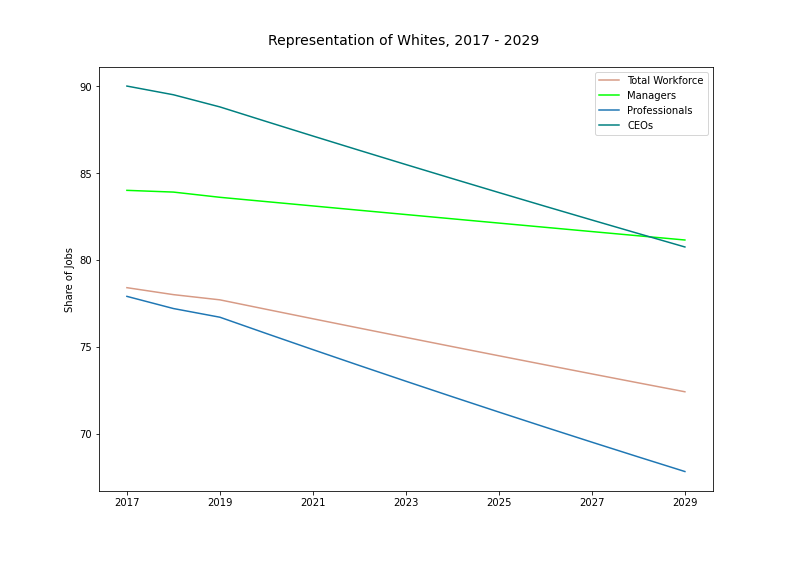 Representation of Whites, 2017 - 2029
Total Workforce
Managers
Professionals
CEOs
90
85
80
75
70
Share of Jobs
2017 2019 2021 2023 2025 2027 2029